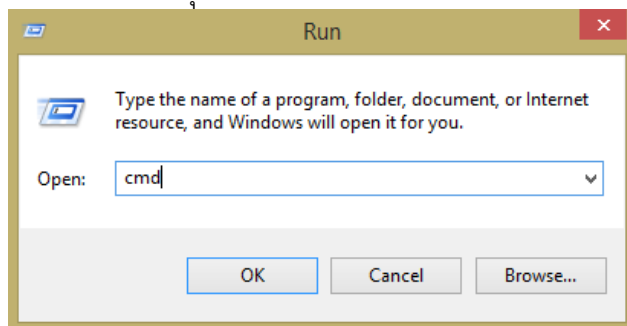 Run
Type the name of a program, folder, document, or Internet
resource, and Windows will open it for you.
Open:
cmd
OK
Cancel
Browse...